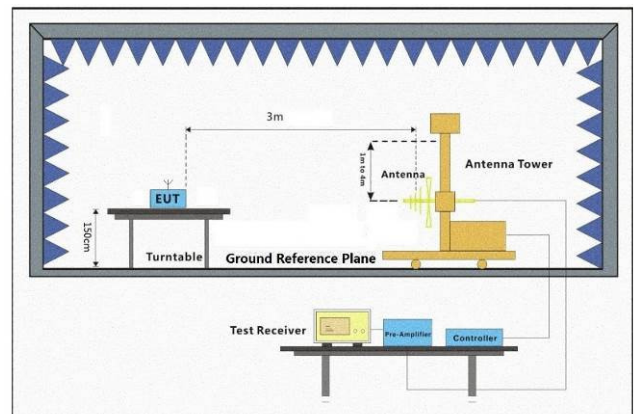 3m
1m to 4m
Antenna
Antenna Tower
EUT
150cm
Turntable
Ground Reference Plane
Test Receiver
Pre-Amplifier
Controller